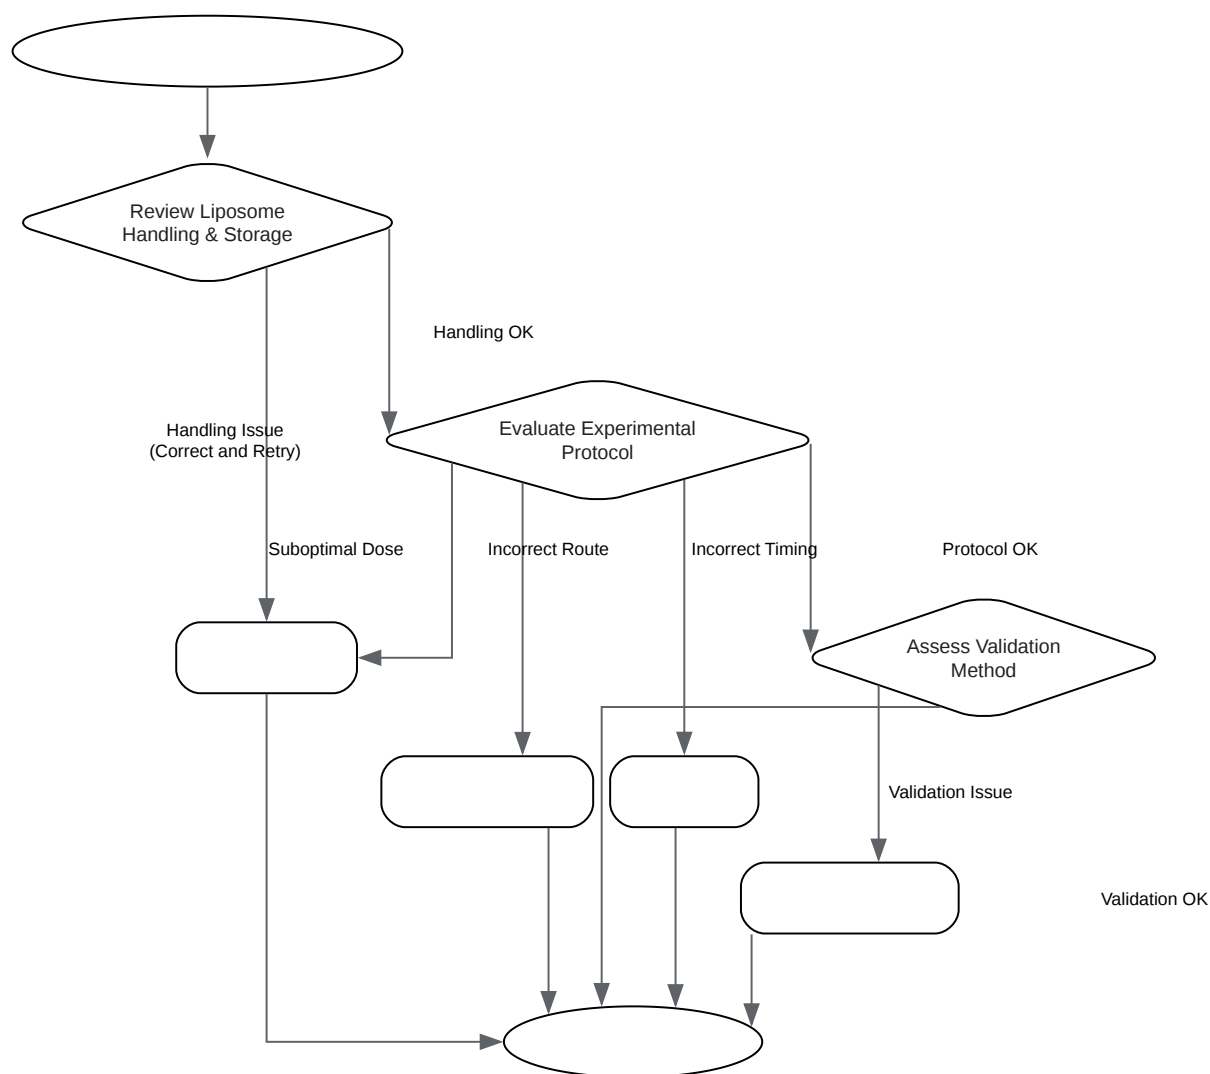 Review Liposome
Handling & Storage
Handling OK
Evaluate Experimental
Protocol
Handling Issue
(Correct and Retry)
Suboptimal Dose
Incorrect Route
Incorrect Timing
Protocol OK
Assess Validation
Method
Validation Issue
Validation OK